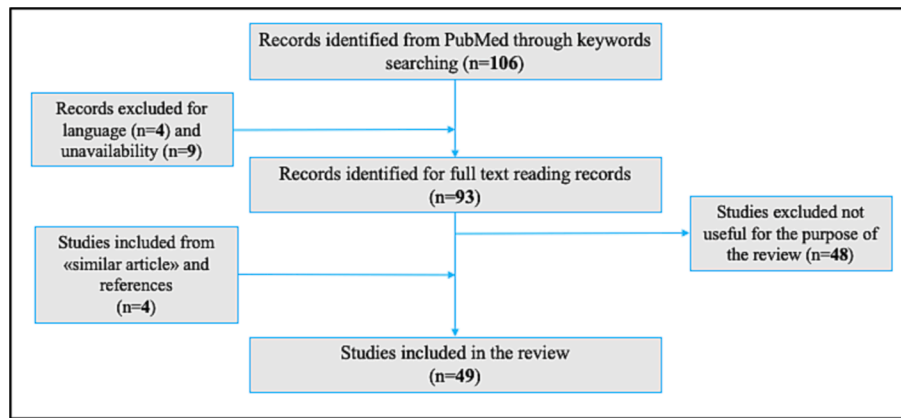 Records identified from PubMed through keywords
searching (n=106)
Records excluded for
language (n=4) and
unavailability (n=9)
Records identified for full text reading records
(n=93)
Studies excluded not
useful for the purpose of
the review (n=48)
Studies included from
«similar article» and
references
(n=4)
Studies included in the review
(n=49)